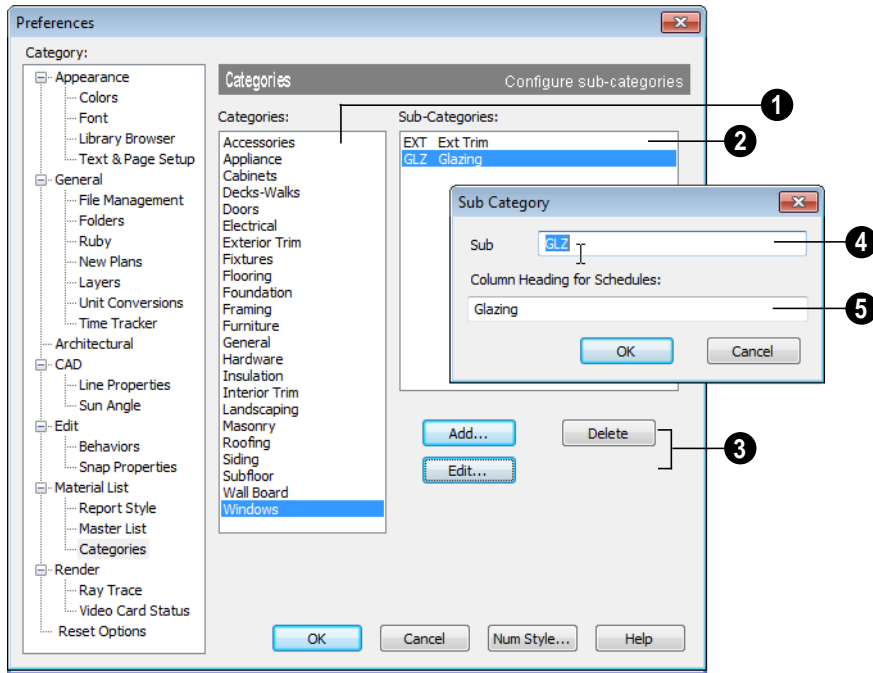 Preferences
Category:
Appearance
Colors
Font
Library Browser
Text & Page Setup
General
File Management
Folders
Ruby
New Plans
Layers
Unit Conversions
Time Tracker
Architectural
CAD
Line Properties
Sun Angle
Edit
Behaviors
Snap Properties
Material List
Report Style
Master List
Categories
Render
Ray Trace
Video Card Status
Reset Options
Categories Configure sub-categories
Categories:
Accessories
Appliance
Cabinets
Decks-Walks
Doors
Electrical
Exterior Trim
Fixtures
Flooring
Foundation
Framing
Furniture
General
Hardware
Insulation
Interior Trim
Landscaping
Masonry
Roofing
Siding
Subfloor
Wall Board
Windows
1
Sub-Categories:
EXT Ext Trim
GLZ Glazing
2
Sub Category
Sub GLZ
4
Column Heading for Schedules:
Glazing
5
OK Cancel
Add... Delete
Edit...
3
OK Cancel Num Style... Help